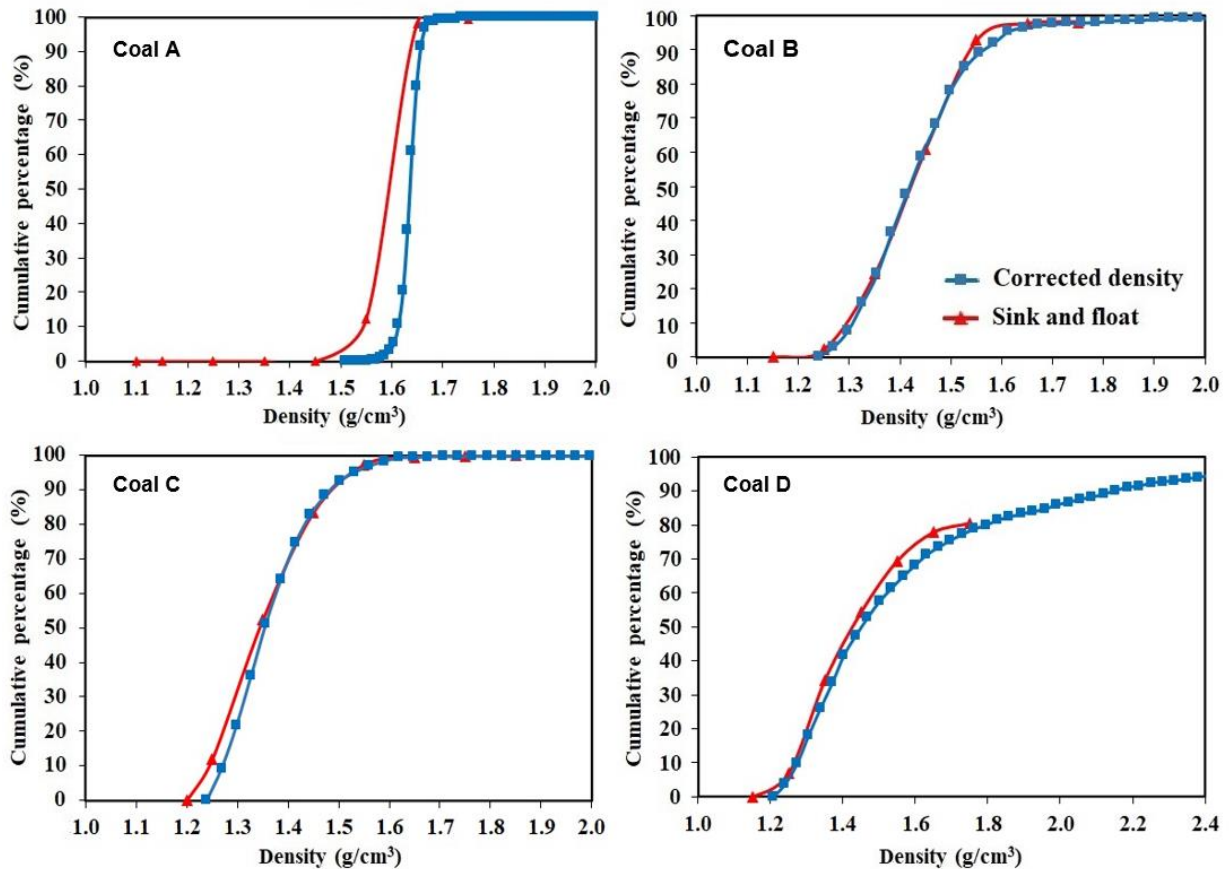 Coal A
Cumulative percentage (%)
100
90
80
70
60
50
40
30
20
10
0
1.0 1.1 1.2 1.3 1.4 1.5 1.6 1.7 1.8 1.9 2.0
Density (g/cm³)
Coal B
Cumulative percentage (%)
100
90
80
70
60
50
40
30
20
10
0
Corrected density
Sink and float
1.0 1.1 1.2 1.3 1.4 1.5 1.6 1.7 1.8 1.9 2.0
Density (g/cm³)
Coal C
Cumulative percentage (%)
100
90
80
70
60
50
40
30
20
10
0
1.0 1.1 1.2 1.3 1.4 1.5 1.6 1.7 1.8 1.9 2.0
Density (g/cm³)
Coal D
Cumulative percentage (%)
100
90
80
70
60
50
40
30
20
10
0
1.0 1.2 1.4 1.6 1.8 2.0 2.2 2.4
Density (g/cm³)